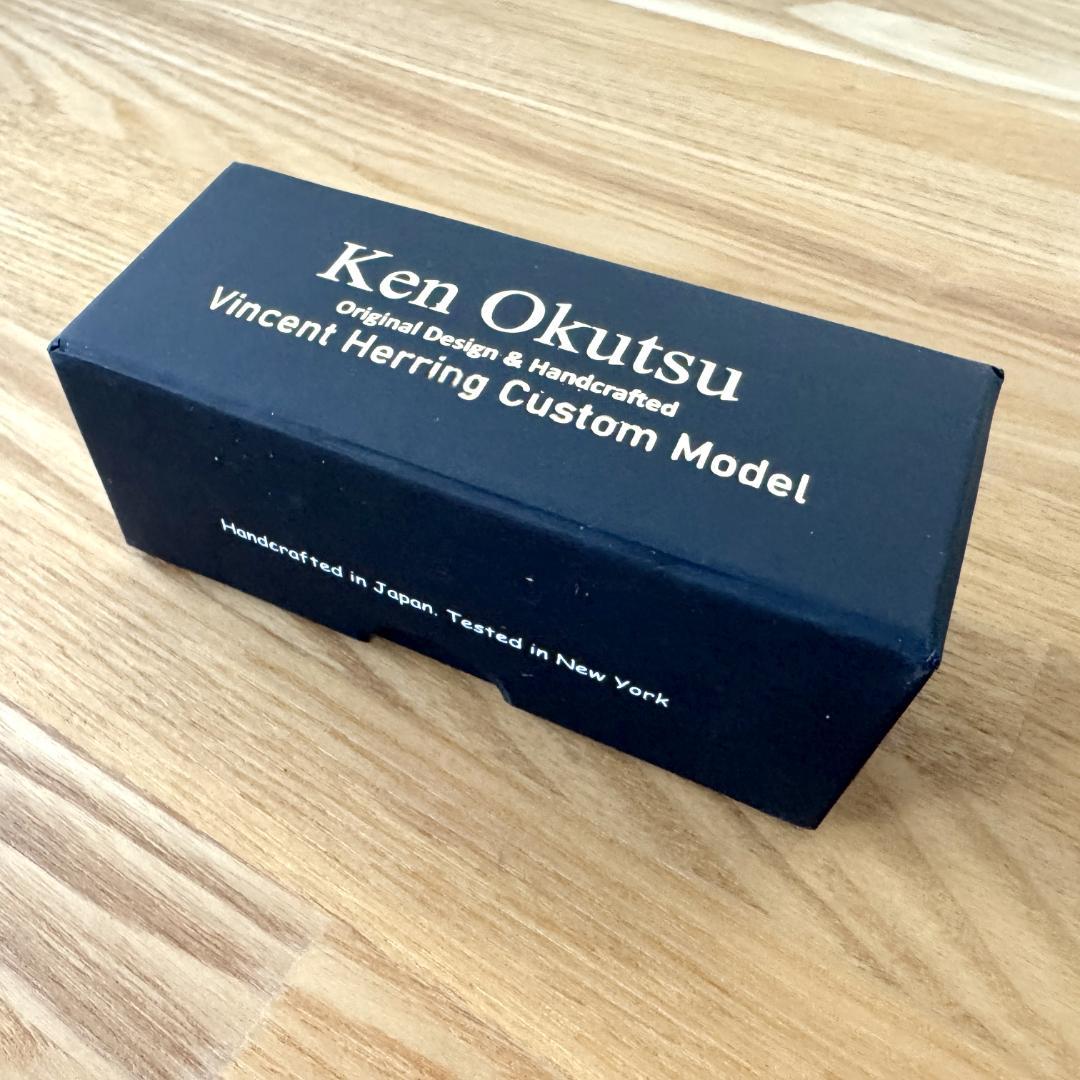 Ken Okutsu
Original Design & Handcrafted
Vincent Herring Custom Model
Handcrafted in Japan. Tested in New York